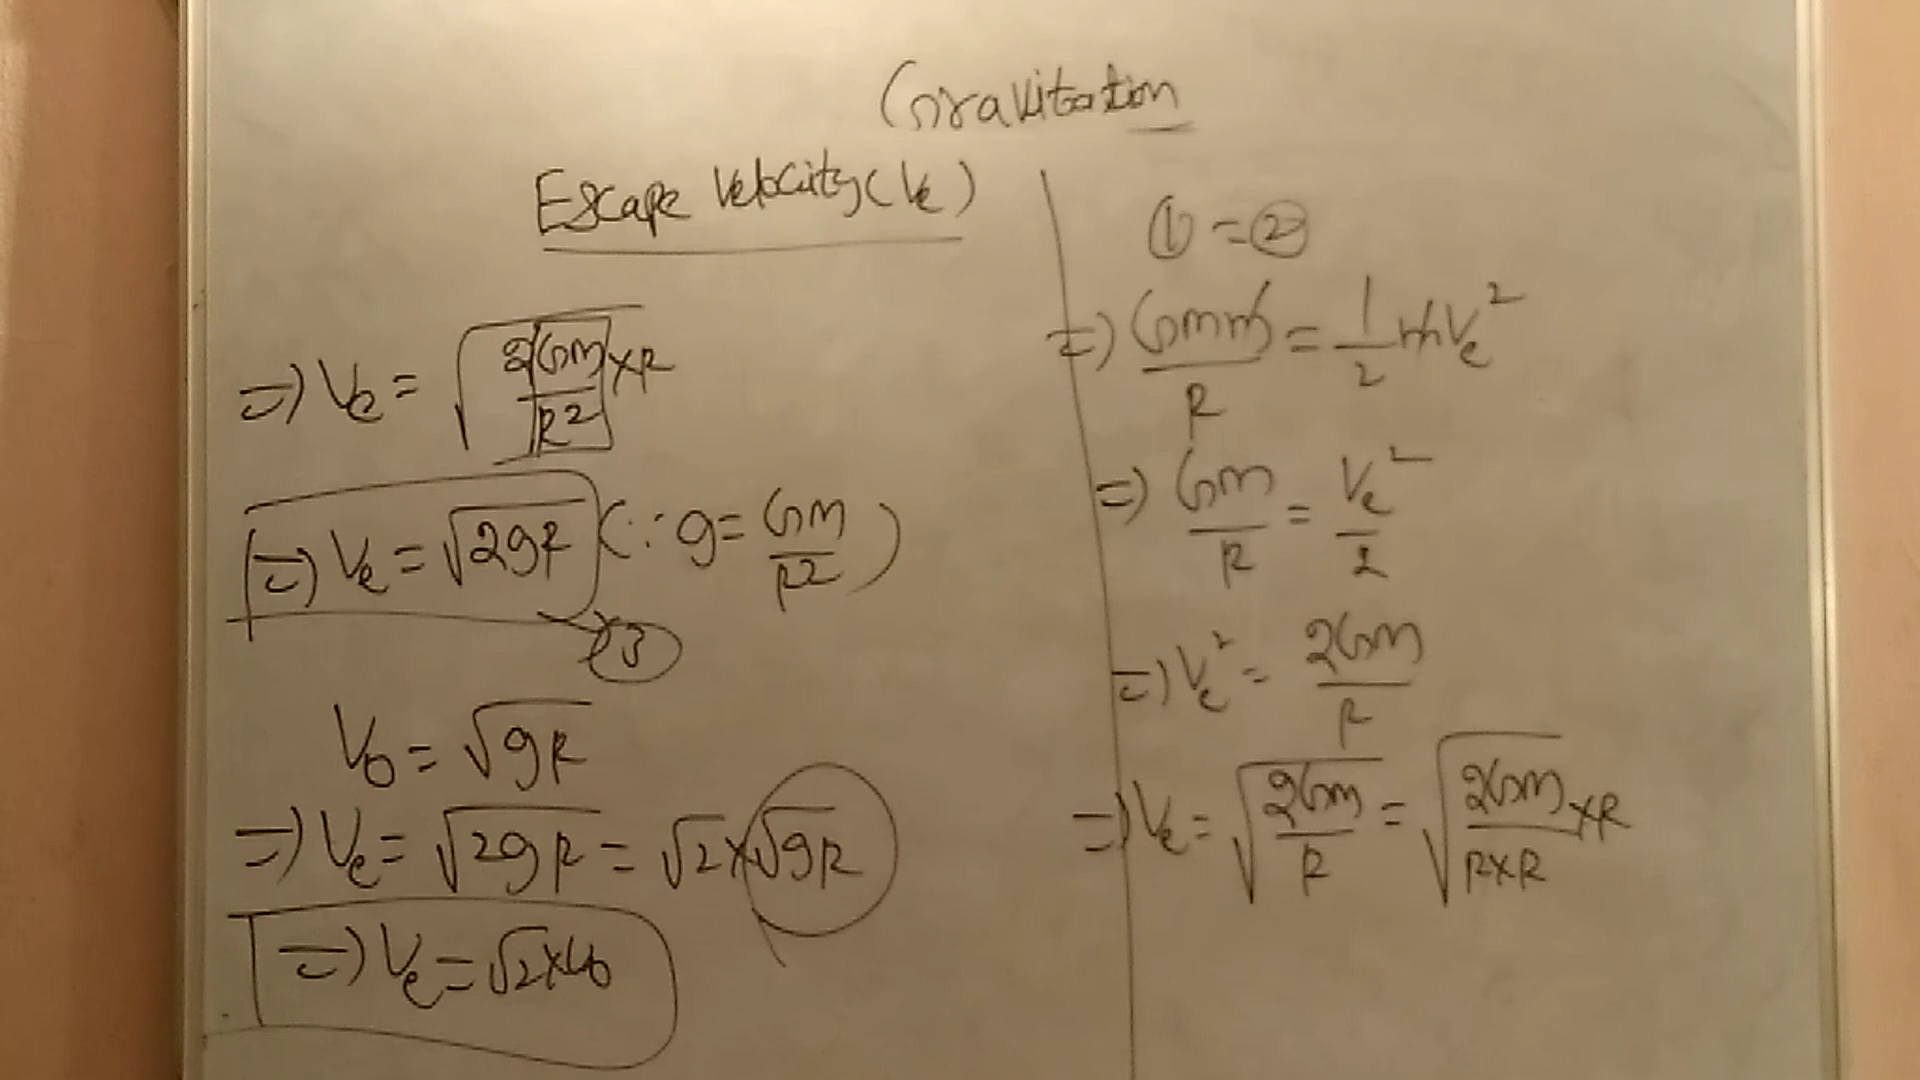 Gravitation
Escape Velocity (Ve)
=> Ve = √(2GM/R² × R)
=> Ve = √2gR (∵ g = GM/R²)
3
V₀ = √gR
=> Ve = √2gR = √2 × √gR
=> Ve = √2 × V₀
① = ②
=> GMm/R = 1/2 mVe²
=> GM/R = Ve²/2
=> Ve² = 2GM/R
=> Ve = √(2GM/R) = √(2GM/(R×R) × R)